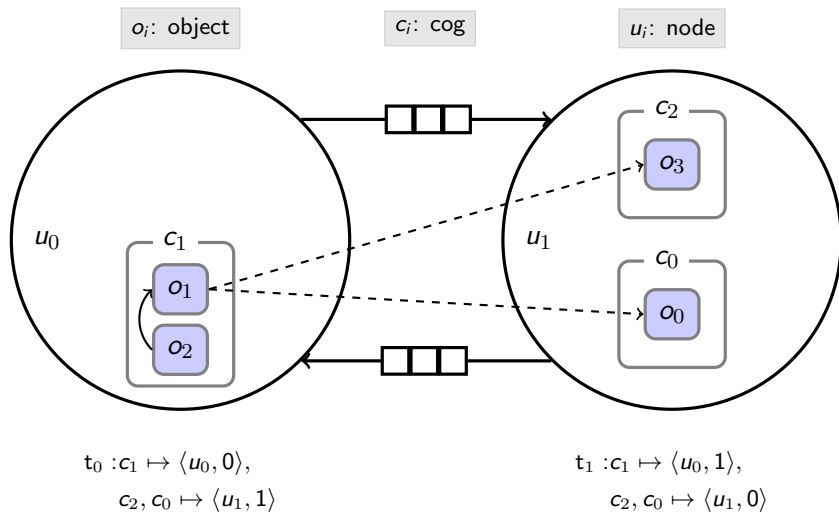 oᵢ: object
cᵢ: cog
uᵢ: node
c₂
o₃
u₀
c₁
u₁
o₁
c₀
o₀
o₂
t₀ :c₁ ↦ ⟨u₀, 0⟩,
c₂, c₀ ↦ ⟨u₁, 1⟩
t₁ :c₁ ↦ ⟨u₀, 1⟩,
c₂, c₀ ↦ ⟨u₁, 0⟩